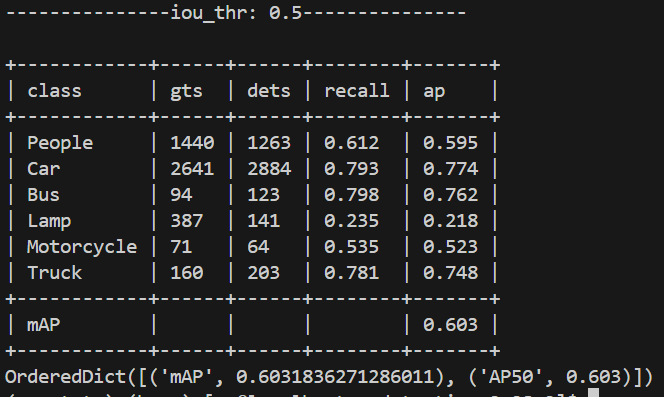 ---------------iou_thr: 0.5---------------
+------------+------+------+--------+-------+
| class      | gts  | dets | recall | ap    |
+------------+------+------+--------+-------+
| People     | 1440 | 1263 | 0.612  | 0.595 |
| Car        | 2641 | 2884 | 0.793  | 0.774 |
| Bus        | 94   | 123  | 0.798  | 0.762 |
| Lamp       | 387  | 141  | 0.235  | 0.218 |
| Motorcycle | 71   | 64   | 0.535  | 0.523 |
| Truck      | 160  | 203  | 0.781  | 0.748 |
+------------+------+------+--------+-------+
| mAP        |      |      |        | 0.603 |
+------------+------+------+--------+-------+
OrderedDict([('mAP', 0.6031836271286011), ('AP50', 0.603)])